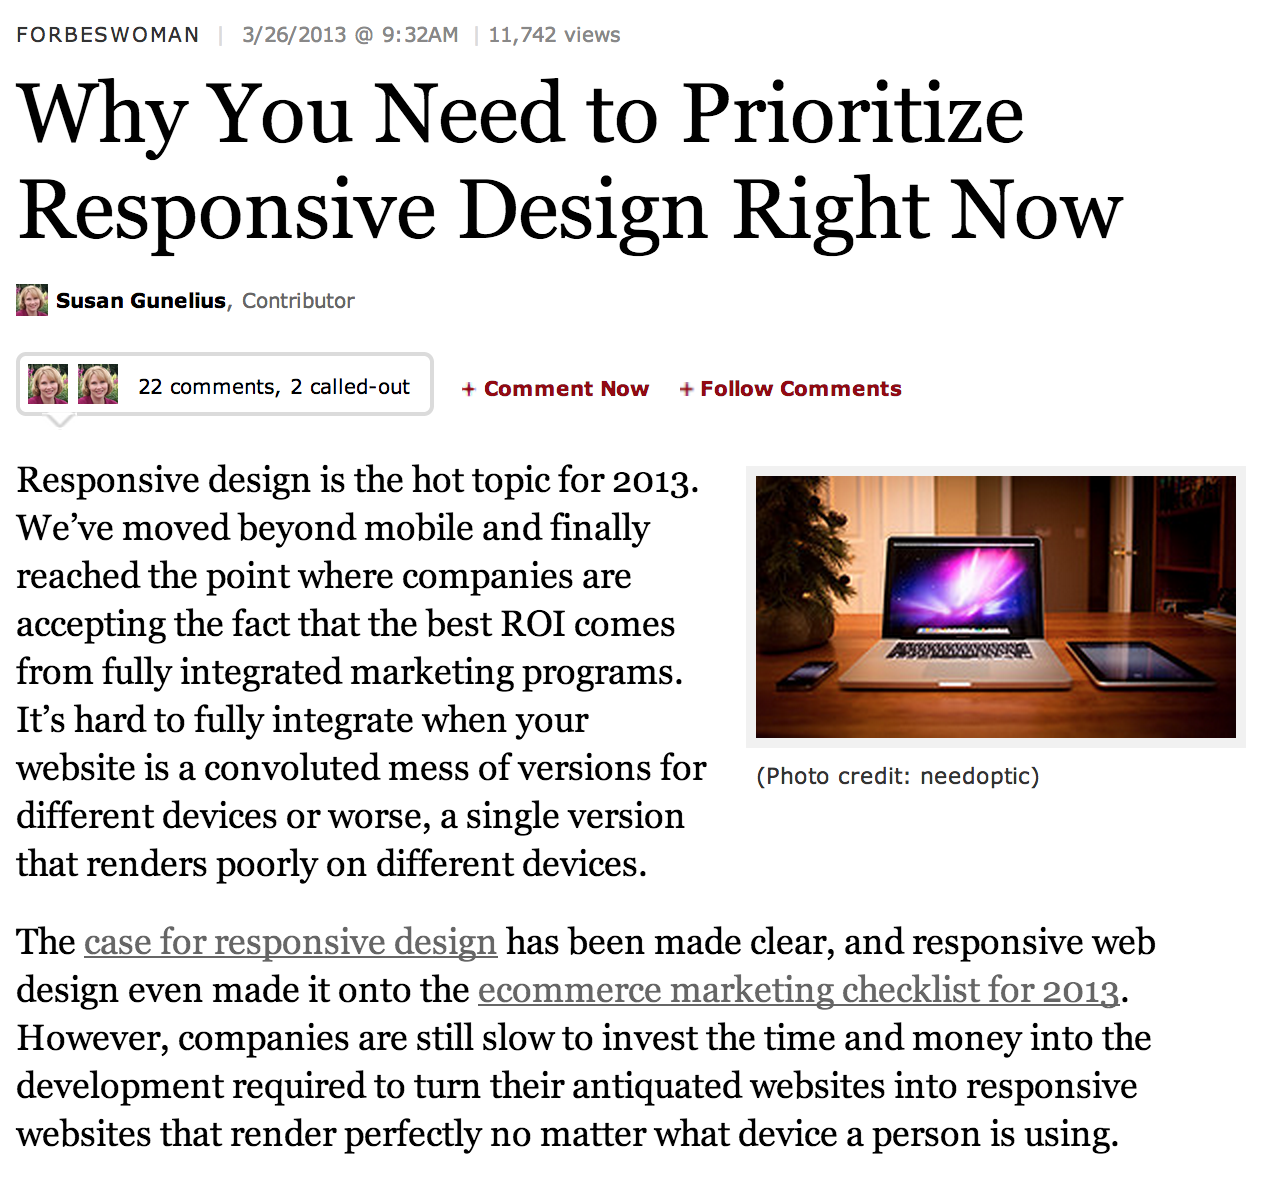 FORBESWOMAN | 3/26/2013 @ 9:32AM | 11,742 views
Why You Need to Prioritize
Responsive Design Right Now
Susan Gunelius, Contributor
22 comments, 2 called-out + Comment Now + Follow Comments
Responsive design is the hot topic for 2013.
We’ve moved beyond mobile and finally
reached the point where companies are
accepting the fact that the best ROI comes
from fully integrated marketing programs.
It’s hard to fully integrate when your
website is a convoluted mess of versions for
different devices or worse, a single version
that renders poorly on different devices.
(Photo credit: needoptic)
The case for responsive design has been made clear, and responsive web
design even made it onto the ecommerce marketing checklist for 2013.
However, companies are still slow to invest the time and money into the
development required to turn their antiquated websites into responsive
websites that render perfectly no matter what device a person is using.